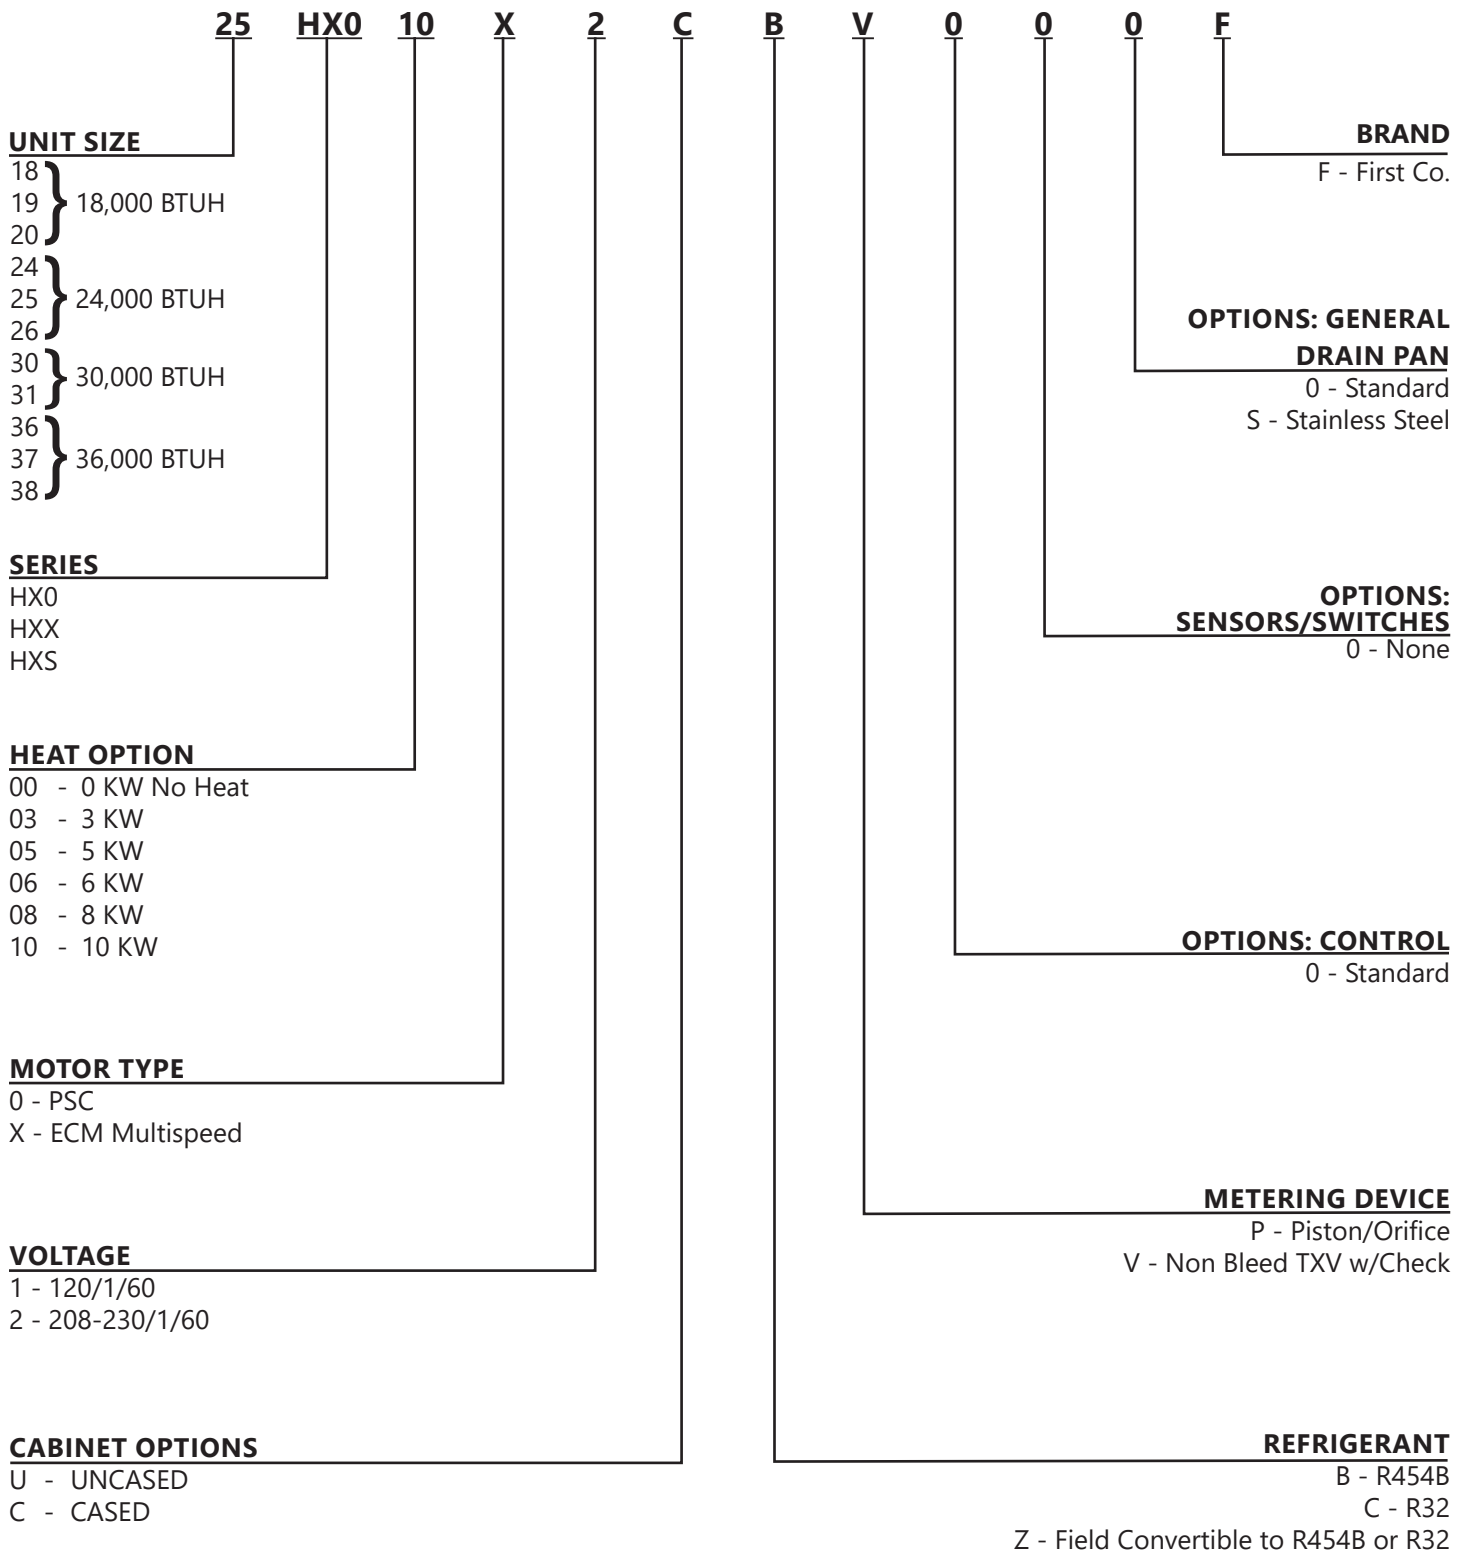 25 HX0 10 X 2 C B V 0 0 0 F
UNIT SIZE
18
19
20
18,000 BTUH
24
25
26
24,000 BTUH
30
31
30,000 BTUH
36
37
38
36,000 BTUH
SERIES
HX0
HXX
HXS
HEAT OPTION
00 - 0 KW No Heat
03 - 3 KW
05 - 5 KW
06 - 6 KW
08 - 8 KW
10 - 10 KW
MOTOR TYPE
0 - PSC
X - ECM Multispeed
VOLTAGE
1 - 120/1/60
2 - 208-230/1/60
CABINET OPTIONS
U - UNCASED
C - CASED
BRAND
F - First Co.
OPTIONS: GENERAL
DRAIN PAN
0 - Standard
S - Stainless Steel
OPTIONS:
SENSORS/SWITCHES
0 - None
OPTIONS: CONTROL
0 - Standard
METERING DEVICE
P - Piston/Orifice
V - Non Bleed TXV w/Check
REFRIGERANT
B - R454B
C - R32
Z - Field Convertible to R454B or R32